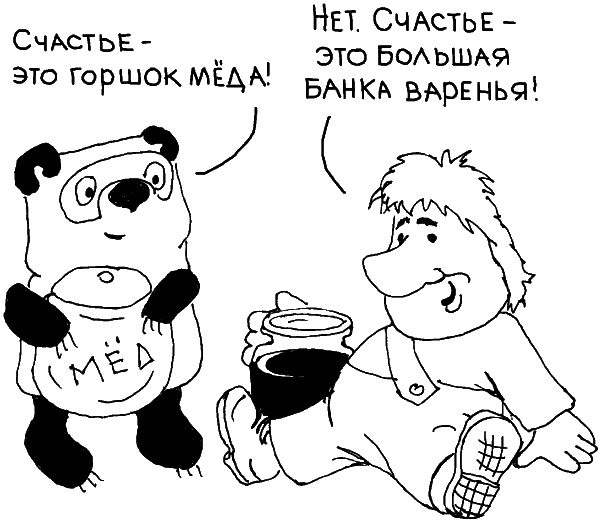 Счастье -
это горшок мёда!
Нет. Счастье -
это большая
банка варенья!
МЁД